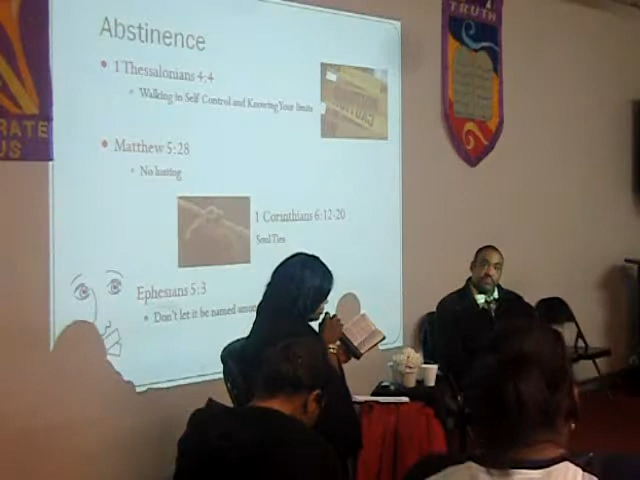 Abstinence
TRUTH
1 Thessalonians 4:4
Walking in Self Control and Knowing Your limits
CAUTION
Matthew 5:28
No lusting
RATE
US
1 Corinthians 6:12-20
Soul Ties
Ephesians 5:3
Don't let it be named